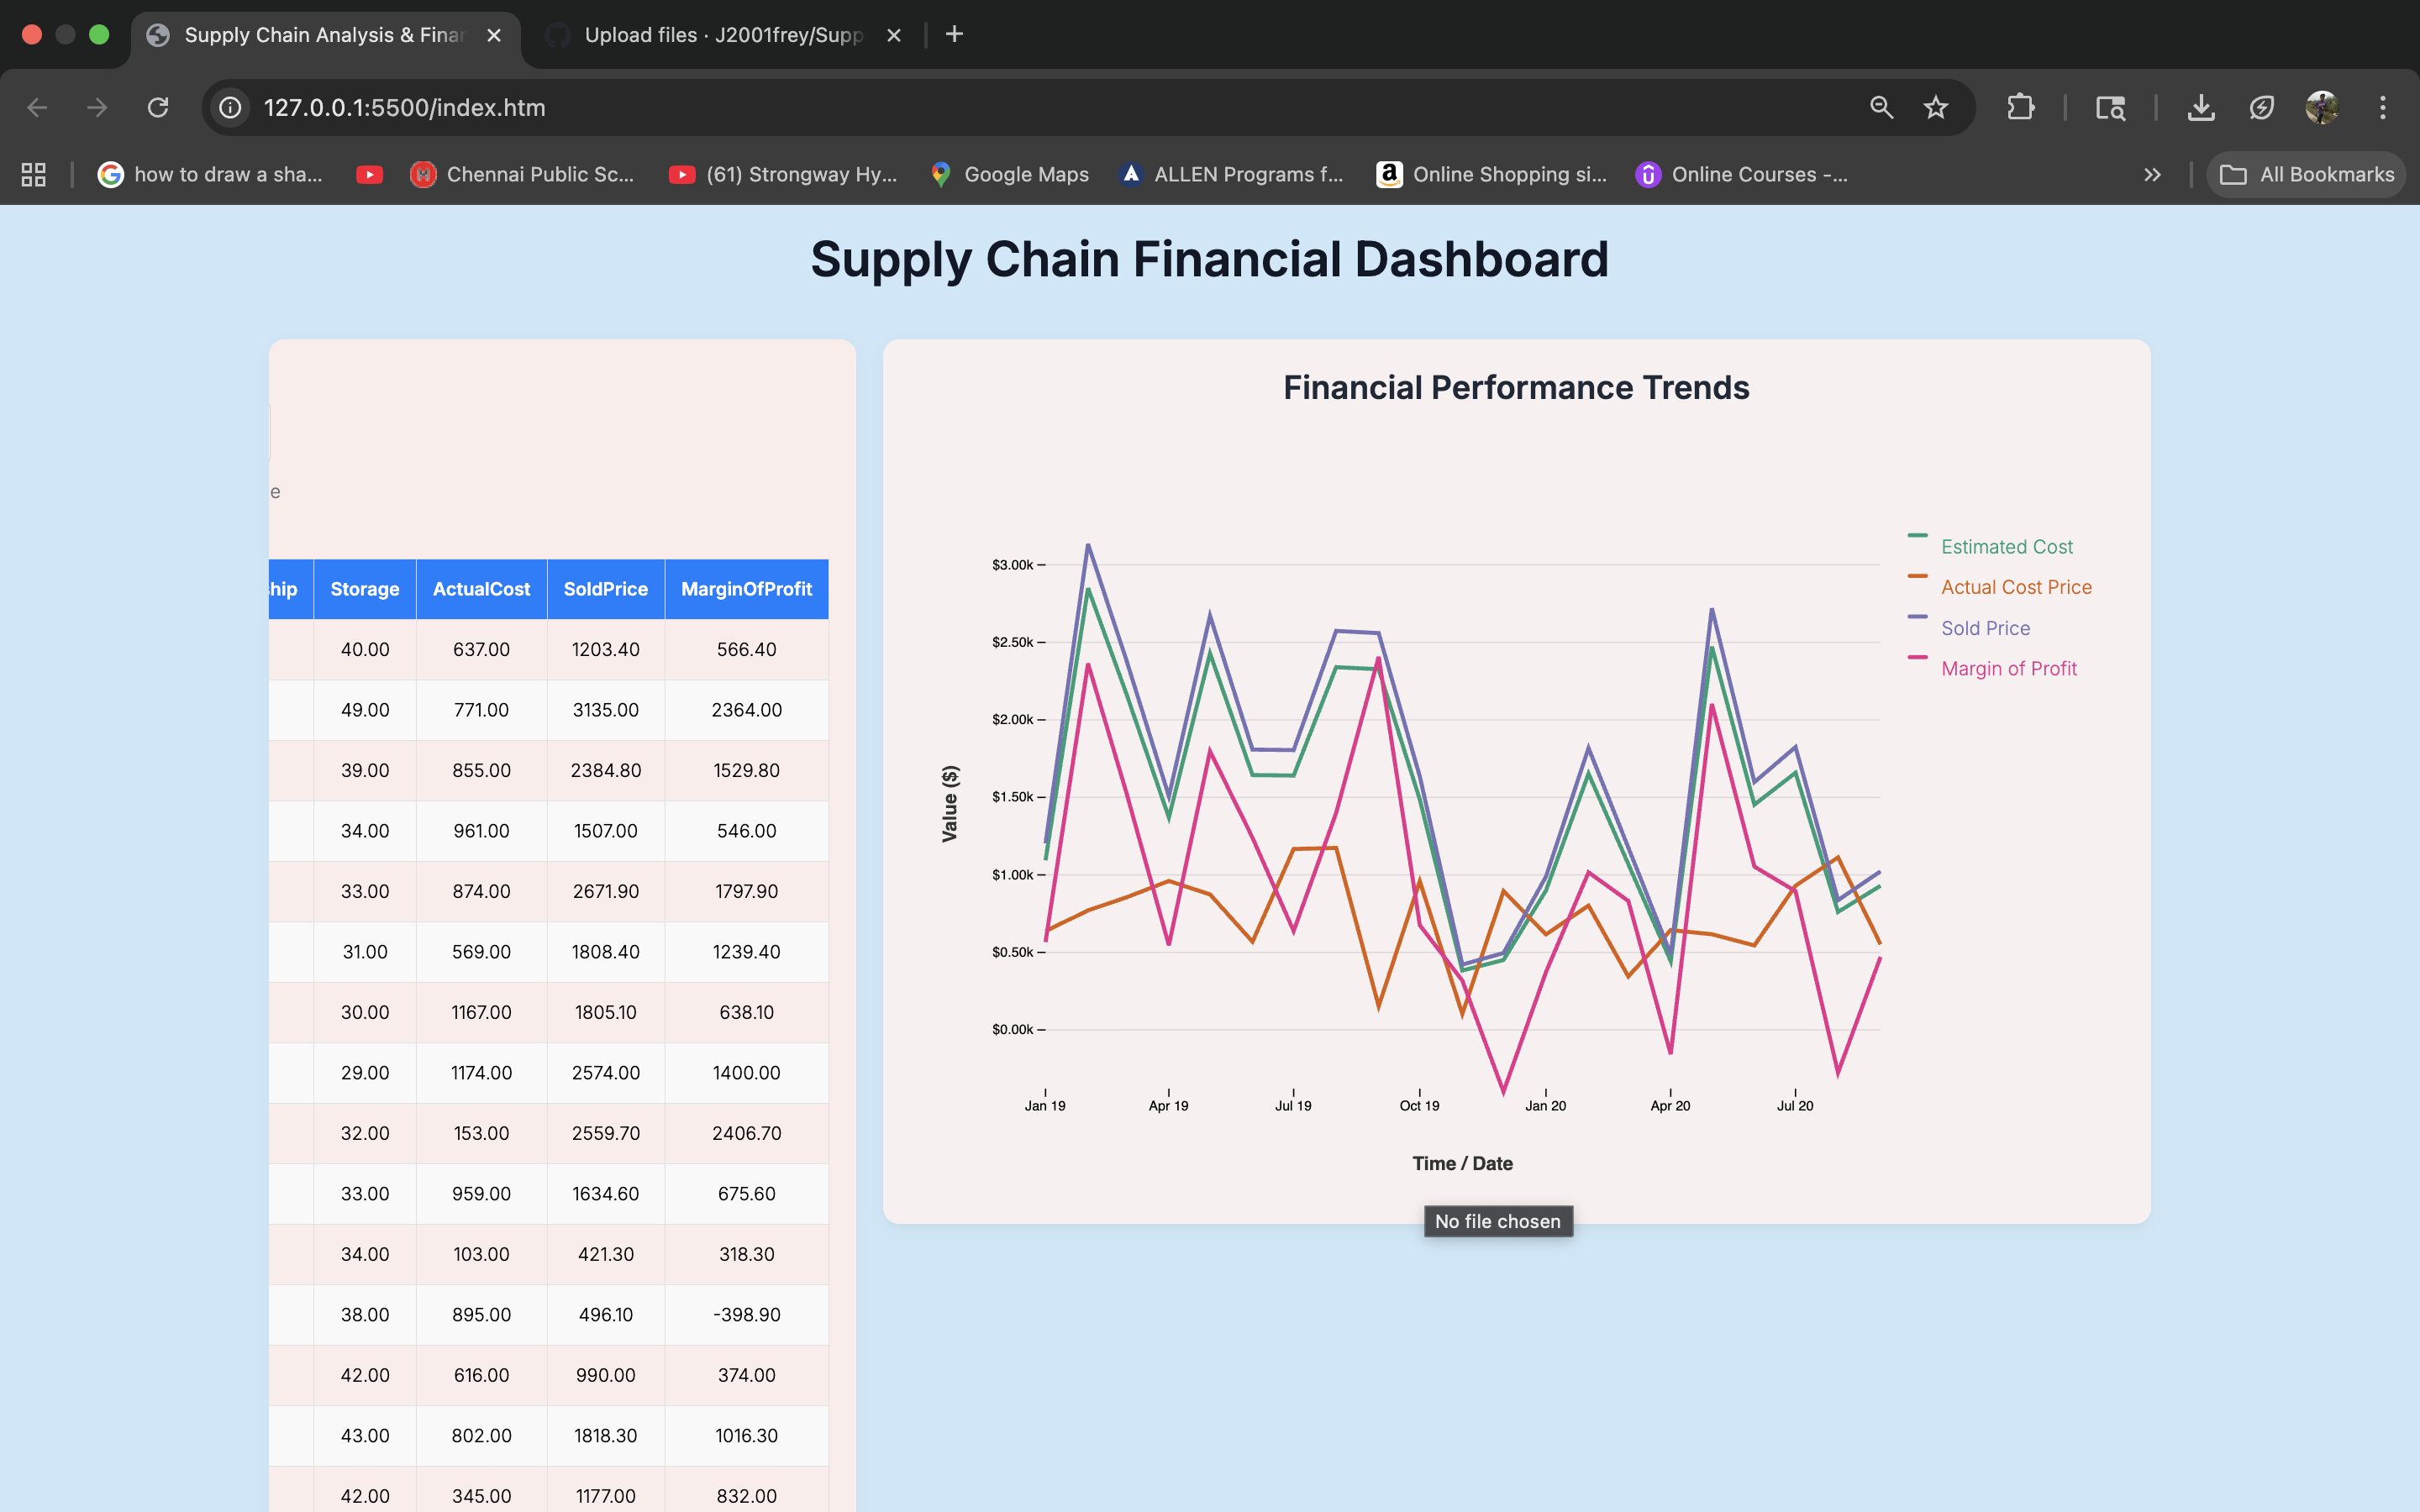 Supply Chain Analysis & Finar
Upload files · J2001frey/Supp
127.0.0.1:5500/index.htm
how to draw a sha...
Chennai Public Sc...
(61) Strongway Hy...
Google Maps
ALLEN Programs f...
Online Shopping si...
Online Courses -...
All Bookmarks
Supply Chain Financial Dashboard
e
hip Storage ActualCost SoldPrice MarginOfProfit
40.00 637.00 1203.40 566.40
49.00 771.00 3135.00 2364.00
39.00 855.00 2384.80 1529.80
34.00 961.00 1507.00 546.00
33.00 874.00 2671.90 1797.90
31.00 569.00 1808.40 1239.40
30.00 1167.00 1805.10 638.10
29.00 1174.00 2574.00 1400.00
32.00 153.00 2559.70 2406.70
33.00 959.00 1634.60 675.60
34.00 103.00 421.30 318.30
38.00 895.00 496.10 -398.90
42.00 616.00 990.00 374.00
43.00 802.00 1818.30 1016.30
42.00 345.00 1177.00 832.00
Financial Performance Trends
Estimated Cost
Actual Cost Price
Sold Price
Margin of Profit
Value ($)
$3.00k
$2.50k
$2.00k
$1.50k
$1.00k
$0.50k
$0.00k
Jan 19 Apr 19 Jul 19 Oct 19 Jan 20 Apr 20 Jul 20
Time / Date
No file chosen